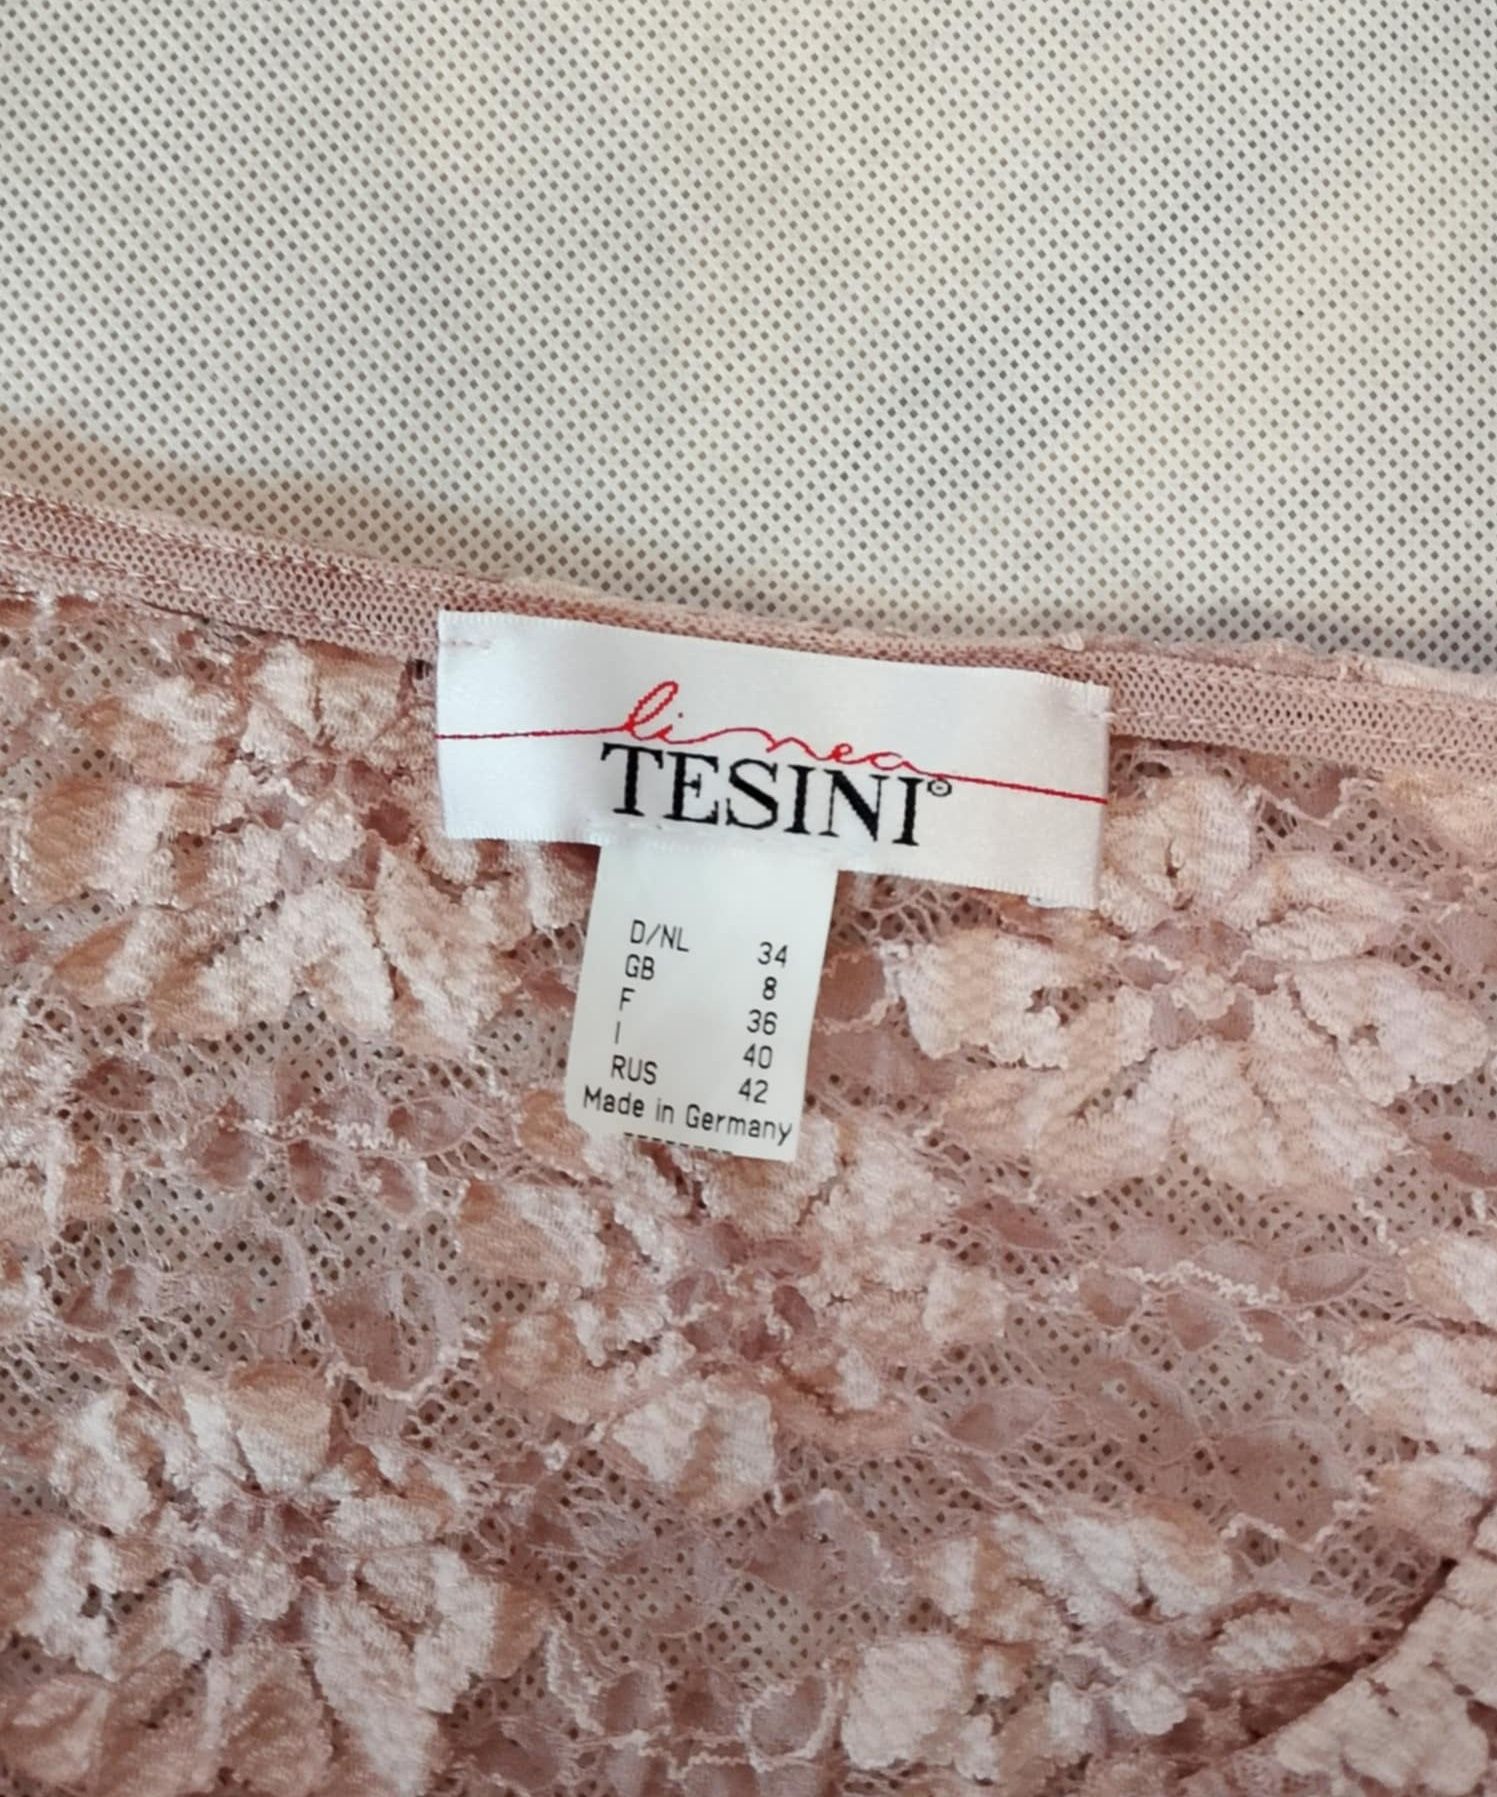 linea
TESINI®
D/NL 34
GB 8
F 36
I 40
RUS 42
Made in Germany